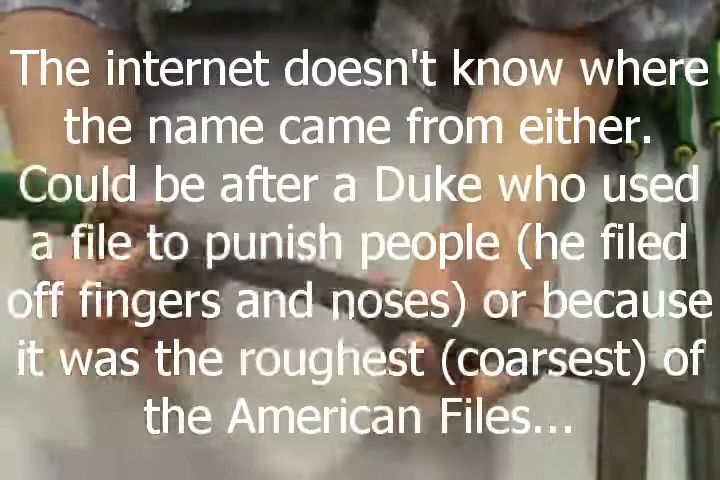 The internet doesn't know where
the name came from either.
Could be after a Duke who used
a file to punish people (he filed
off fingers and noses) or because
it was the roughest (coarsest) of
the American Files...